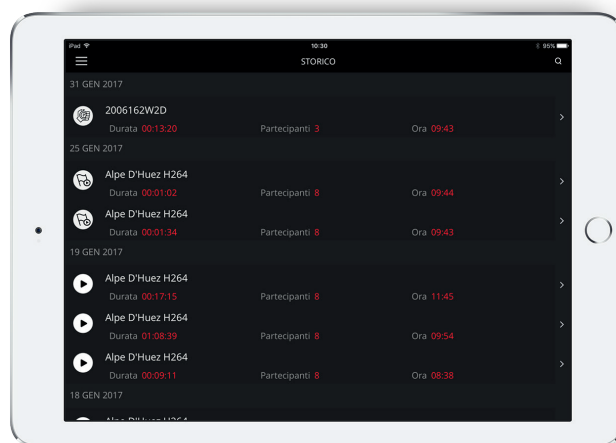 iPad 10:30 95%
STORICO
31 GEN 2017
2006162W2D
Durata 00:13:20 Partecipanti 3 Ora 09:43
25 GEN 2017
Alpe D'Huez H264
Durata 00:01:02 Partecipanti 8 Ora 09:44
Alpe D'Huez H264
Durata 00:01:34 Partecipanti 8 Ora 09:43
19 GEN 2017
Alpe D'Huez H264
Durata 00:17:15 Partecipanti 8 Ora 11:45
Alpe D'Huez H264
Durata 01:08:39 Partecipanti 8 Ora 09:54
Alpe D'Huez H264
Durata 00:09:11 Partecipanti 8 Ora 08:38
18 GEN 2017
Alpe D'Huez H264